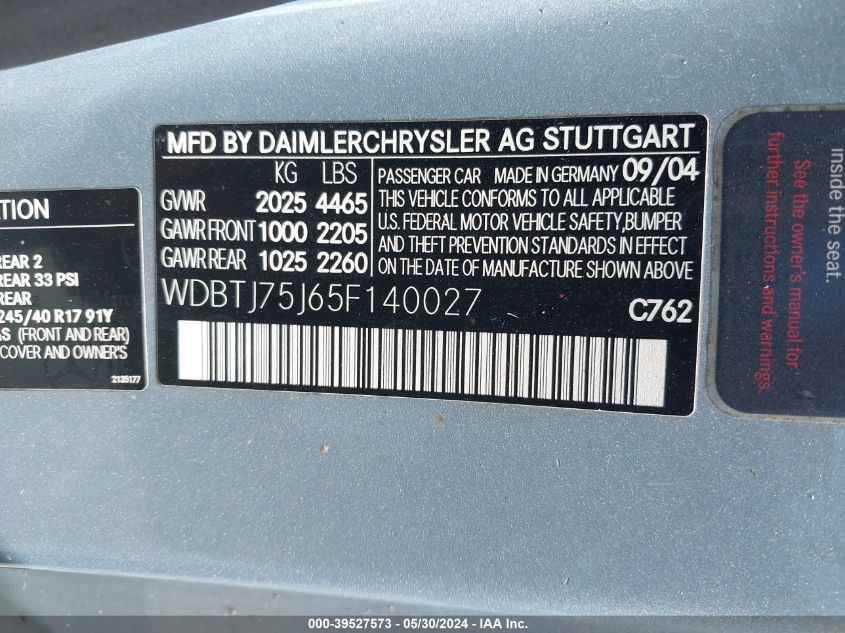 MFD BY DAIMLERCHRYSLER AG STUTTGART
KG LBS
GVWR 2025 4465
GAWR FRONT 1000 2205
GAWR REAR 1025 2260
PASSENGER CAR MADE IN GERMANY 09/04
THIS VEHICLE CONFORMS TO ALL APPLICABLE
U.S. FEDERAL MOTOR VEHICLE SAFETY, BUMPER
AND THEFT PREVENTION STANDARDS IN EFFECT
ON THE DATE OF MANUFACTURE AS SHOWN ABOVE
WDBTJ75J65F140027
C762
REAR 2
REAR 33 PSI
REAR
245/40 R17 91Y
(FRONT AND REAR)
COVER AND OWNER'S
2135177
inside the seat.
See the owner's manual for
further instructions and warnings.
000-39527573 - 05/30/2024 - IAA Inc.